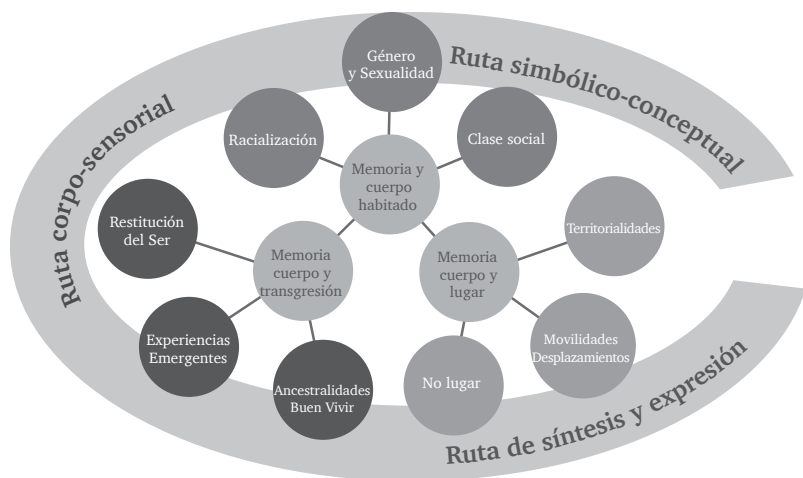 Género
y Sexualidad
Ruta simbólico-conceptual
Ruta corpo-sensorial
Racialización
Clase social
Memoria y
cuerpo
habitado
Restitución
del Ser
Memoria
cuerpo y
transgresión
Memoria
cuerpo y
lugar
Territorialidades
Experiencias
Emergentes
Ancestralidades
Buen Vivir
No lugar
Movilidades
Desplazamientos
Ruta de síntesis y expresión